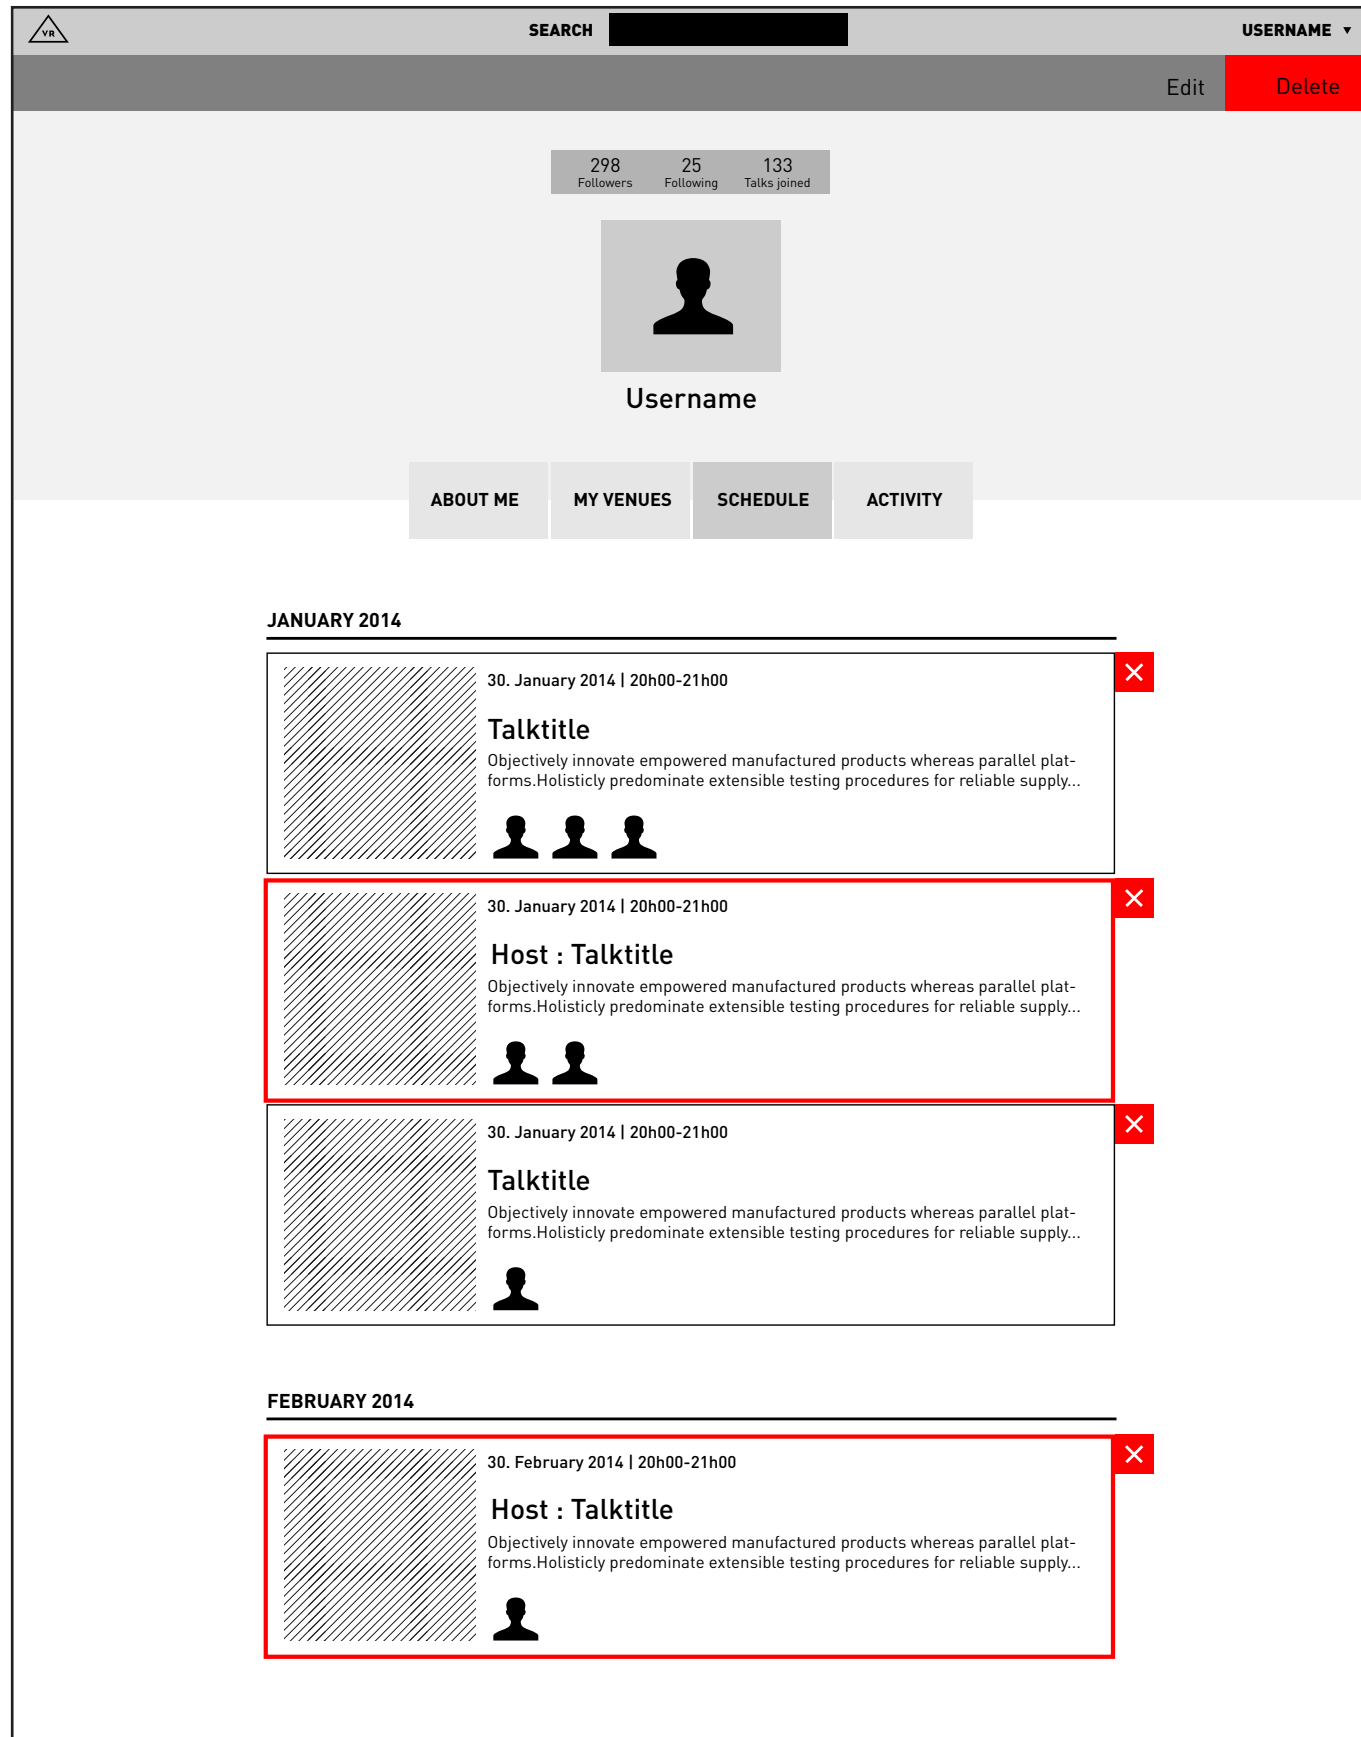 VR
SEARCH
USERNAME
Edit
Delete
298
Followers
25
Following
133
Talks joined
Username
ABOUT ME
MY VENUES
SCHEDULE
ACTIVITY
JANUARY 2014
30. January 2014 | 20h00-21h00
Talktitle
Objectively innovate empowered manufactured products whereas parallel plat-
forms.Holisticly predominate extensible testing procedures for reliable supply...
30. January 2014 | 20h00-21h00
Host : Talktitle
Objectively innovate empowered manufactured products whereas parallel plat-
forms.Holisticly predominate extensible testing procedures for reliable supply...
30. January 2014 | 20h00-21h00
Talktitle
Objectively innovate empowered manufactured products whereas parallel plat-
forms.Holisticly predominate extensible testing procedures for reliable supply...
FEBRUARY 2014
30. February 2014 | 20h00-21h00
Host : Talktitle
Objectively innovate empowered manufactured products whereas parallel plat-
forms.Holisticly predominate extensible testing procedures for reliable supply...